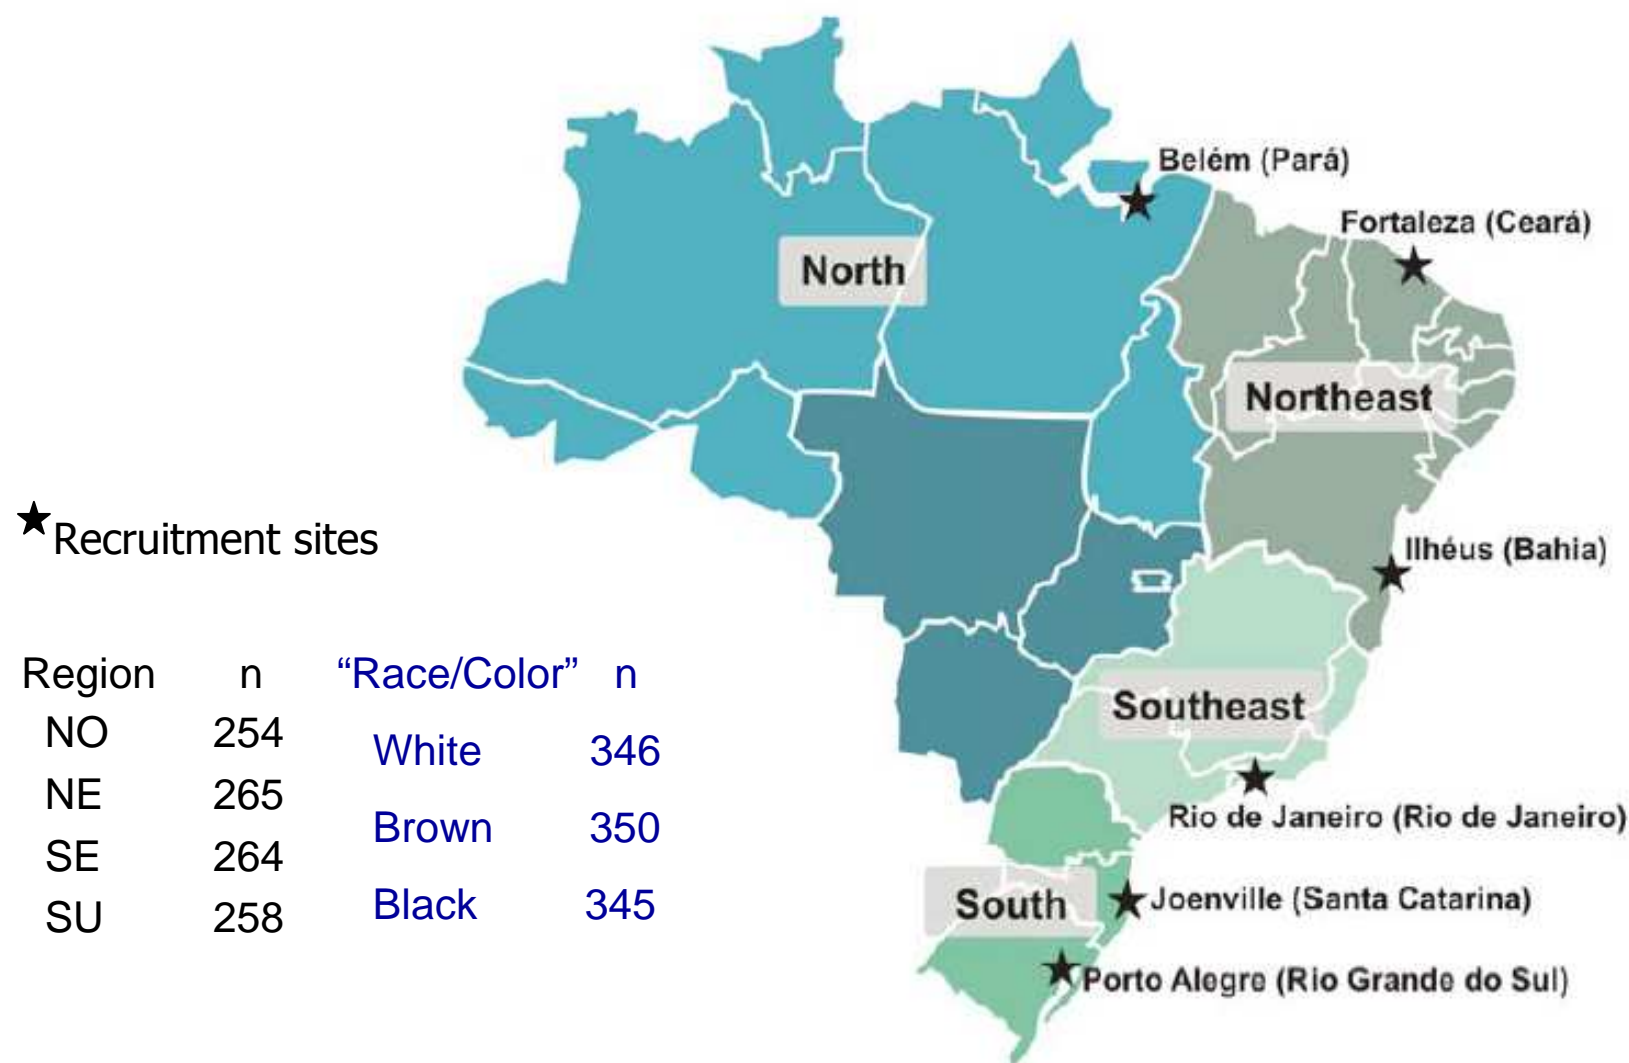 Belém (Pará)
Fortaleza (Ceará)
North
Northeast
Recruitment sites
Ilhéus (Bahia)
Region n "Race/Color" n
NO 254
White 346
NE 265
Brown 350
SE 264
Black 345
SU 258
Southeast
Rio de Janeiro (Rio de Janeiro)
South
Joenville (Santa Catarina)
Porto Alegre (Rio Grande do Sul)